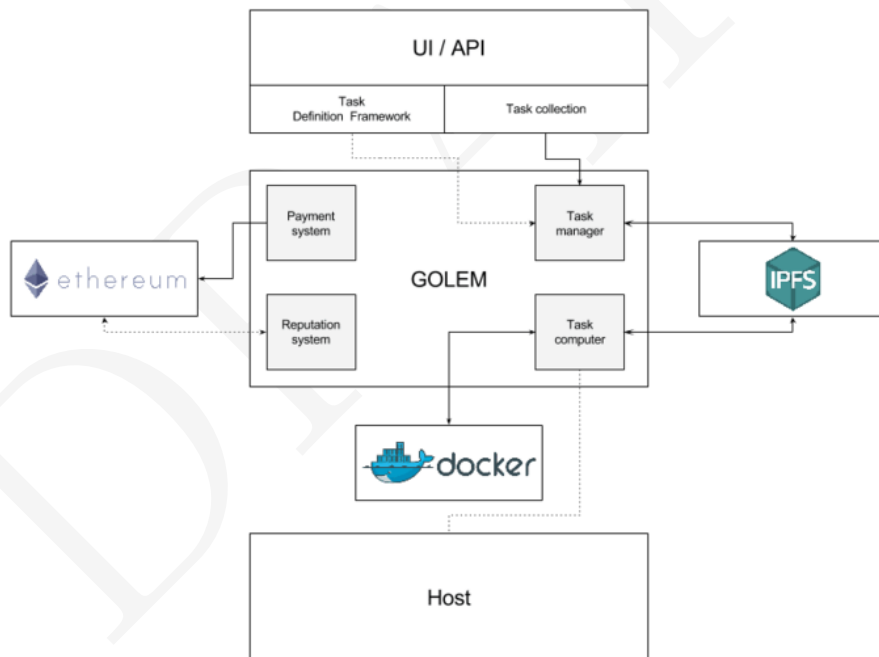 UI / API
Task
Definition Framework
Task collection
Payment
system
Task
manager
ethereum
GOLEM
IPFS
Reputation
system
Task
computer
docker
Host